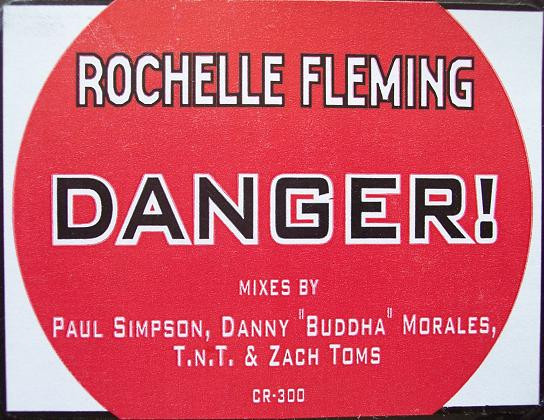 ROCHELLE FLEMING
DANGER!
MIXES BY
PAUL SIMPSON, DANNY "BUDDHA" MORALES,
T.N.T. & ZACH TOMS
CR-300